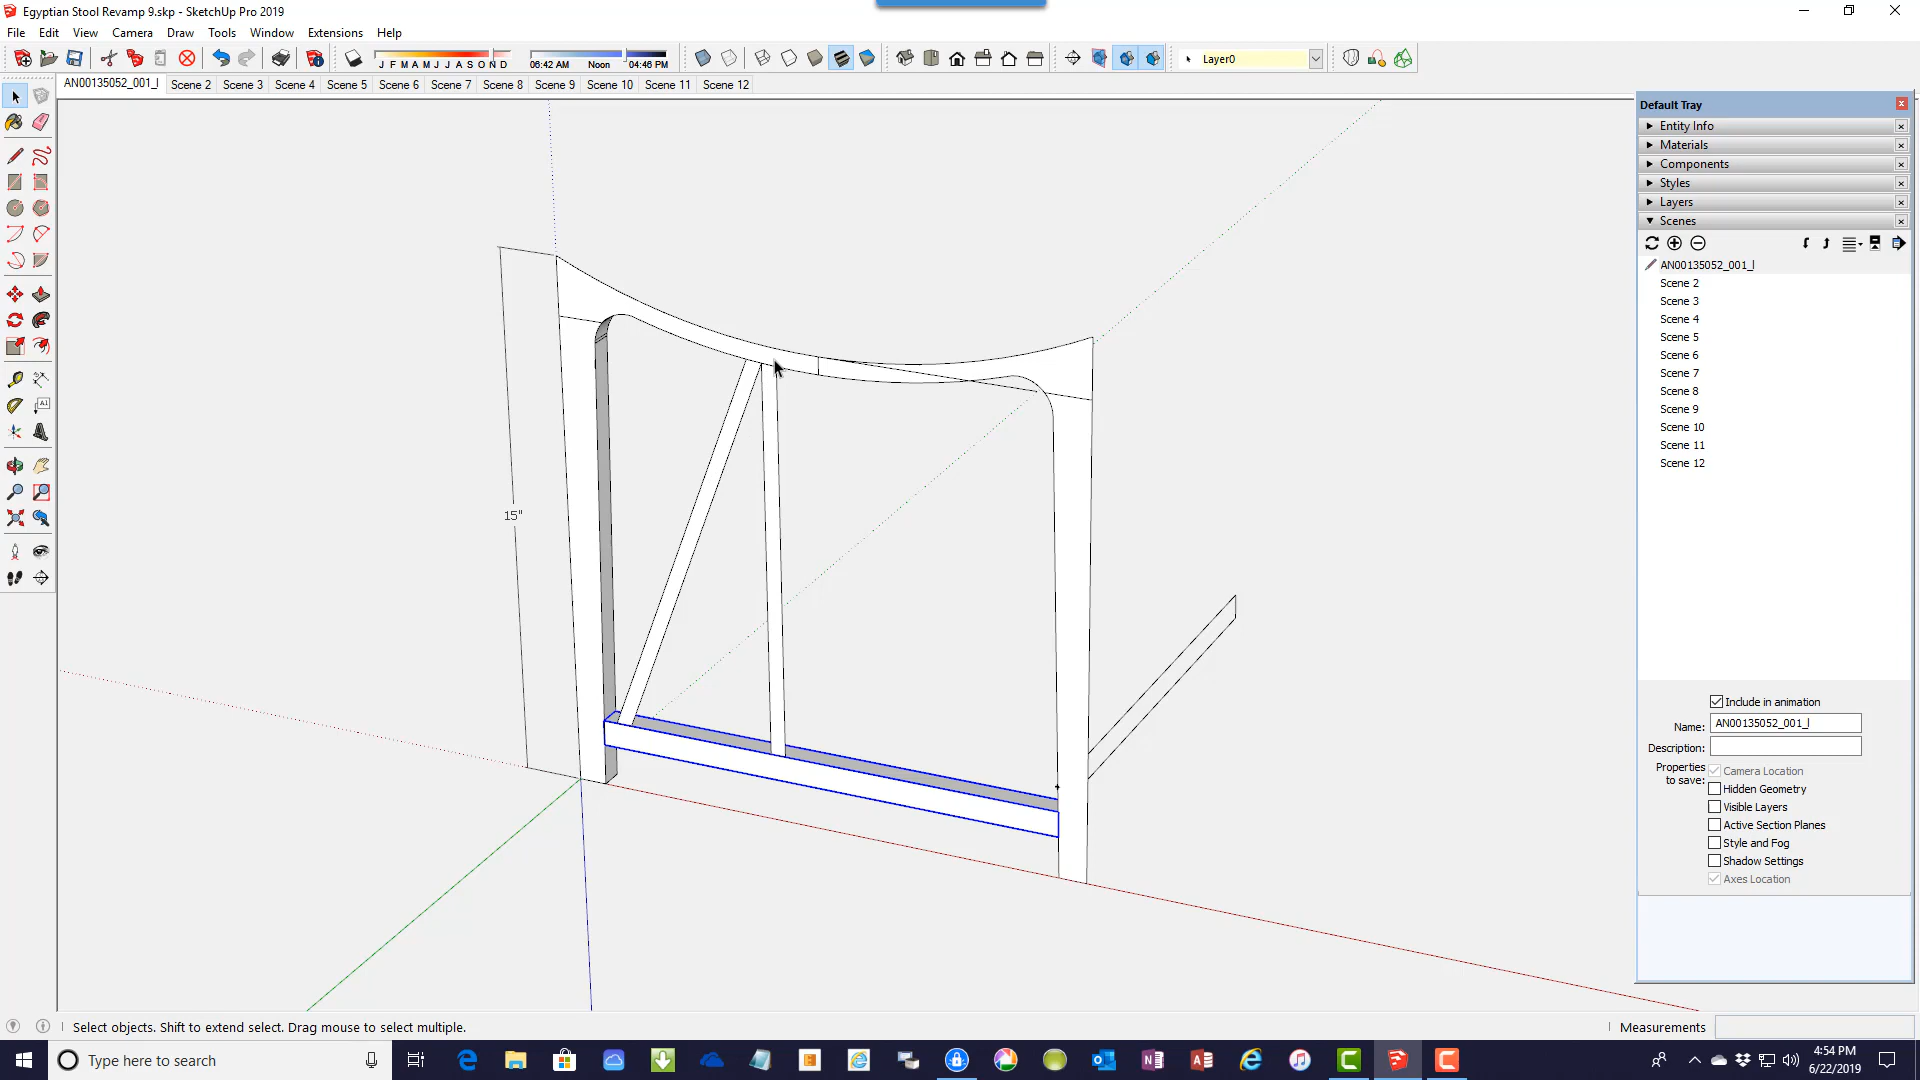 Egyptian Stool Revamp 9.skp - SketchUp Pro 2019
File Edit View Camera Draw Tools Window Extensions Help
J F M A M J J A S O N D
06:42 AM Noon 04:46 PM
Layer0
AN00135052_001_l Scene 2 Scene 3 Scene 4 Scene 5 Scene 6 Scene 7 Scene 8 Scene 9 Scene 10 Scene 11 Scene 12
Default Tray
Entity Info
Materials
Components
Styles
Layers
Scenes
AN00135052_001_l
Scene 2
Scene 3
Scene 4
Scene 5
Scene 6
Scene 7
Scene 8
Scene 9
Scene 10
Scene 11
Scene 12
15"
Include in animation
Name: AN00135052_001_l
Description:
Properties to save:
Camera Location
Hidden Geometry
Visible Layers
Active Section Planes
Style and Fog
Shadow Settings
Axes Location
Select objects. Shift to extend select. Drag mouse to select multiple.
Measurements
Type here to search
4:54 PM
6/22/2019